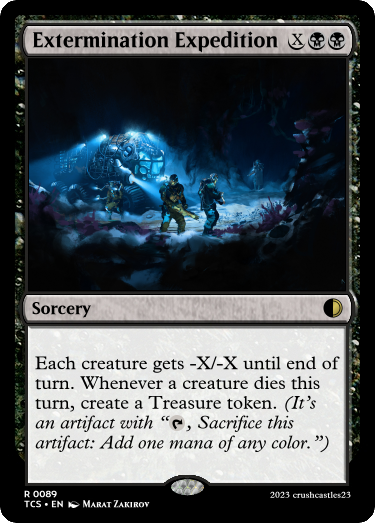 Extermination Expedition X
Sorcery
Each creature gets -X/-X until end of
turn. Whenever a creature dies this
turn, create a Treasure token. (It's
an artifact with “, Sacrifice this
artifact: Add one mana of any color.”)
R 0089
TCS • EN Marat Zakirov
2023 crushcastles23